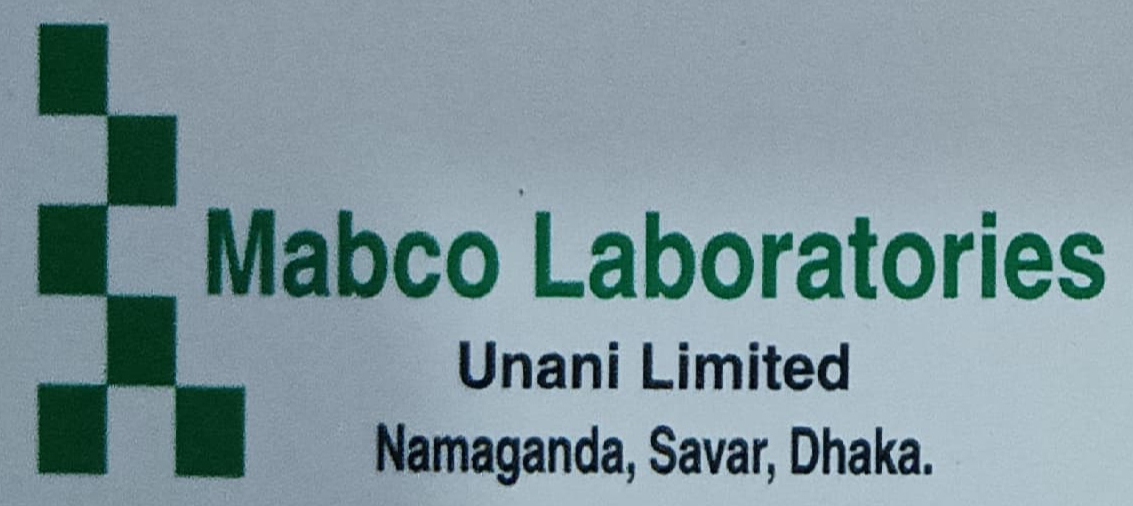 Mabco Laboratories
Unani Limited
Namaganda, Savar, Dhaka.